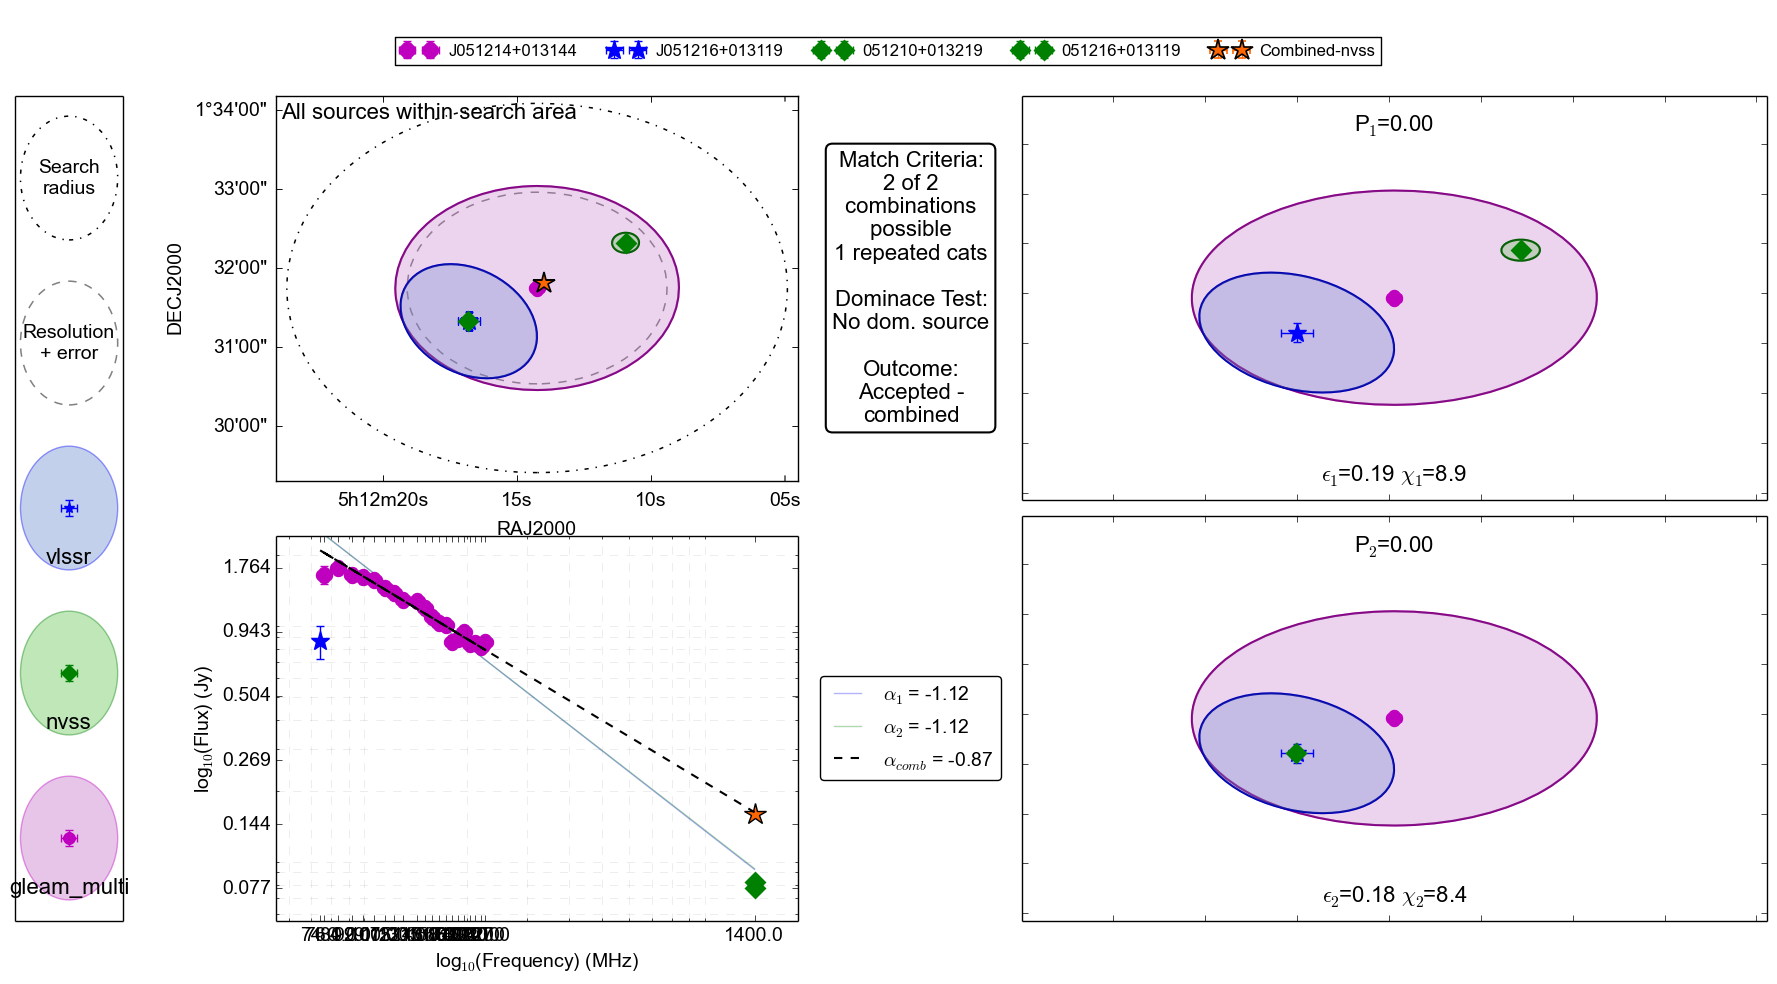 J051214+013144 J051216+013119 051210+013219 051216+013119 Combined-nvss
Search
radius
Resolution
+ error
vlssr
nvss
gleam_multi
All sources within search area
1°34'00"
33'00"
32'00"
31'00"
30'00"
DECJ2000
5h12m20s 15s 10s 05s
RAJ2000
Match Criteria:
2 of 2
combinations
possible
1 repeated cats
Dominace Test:
No dom. source
Outcome:
Accepted -
combined
P1=0.00
ϵ1=0.19 χ1=8.9
1.764
0.943
0.504
0.269
0.144
0.077
log10(Flux) (Jy)
1400.0
log10(Frequency) (MHz)
α1 = -1.12
α2 = -1.12
αcomb = -0.87
P2=0.00
ϵ2=0.18 χ2=8.4